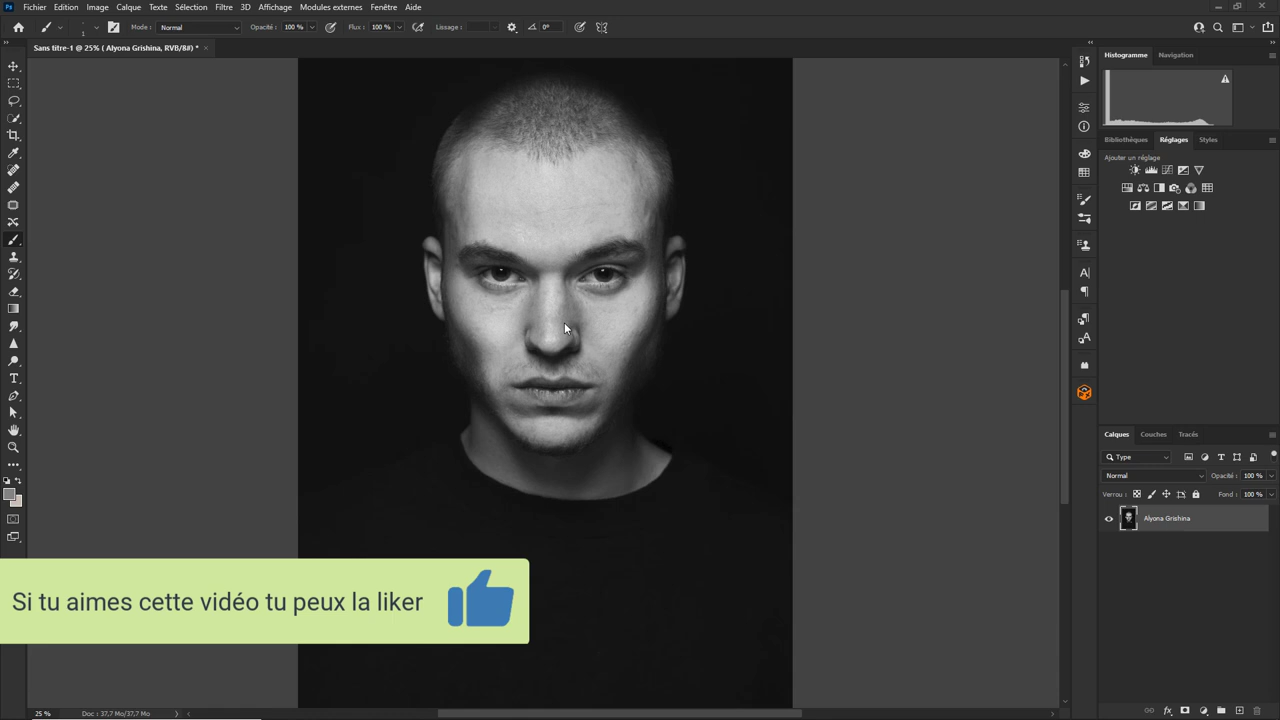 Ps Fichier Edition Image Calque Texte Sélection Filtre 3D Affichage Modules externes Fenêtre Aide
1 Mode : Normal Opacité : 100 % Flux : 100 % Lissage : 0°
Sans titre-1 @ 25% ( Alyona Grishina, RVB/8#) * ×
Histogramme Navigation
Bibliothèques Réglages Styles
Ajouter un réglage
Calques Couches Tracés
Type
Normal Opacité : 100 %
Verrou : Fond : 100 %
Alyona Grishina
Si tu aimes cette vidéo tu peux la liker
25 % Doc : 37,7 Mo/37,7 Mo